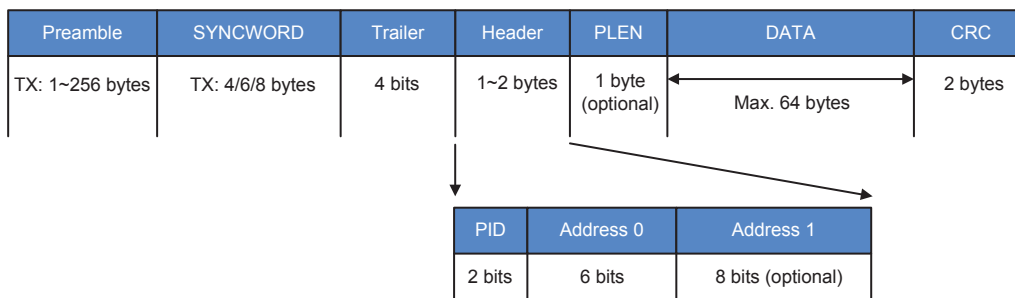 Preamble SYNCWORD Trailer Header PLEN DATA CRC
TX: 1~256 bytes TX: 4/6/8 bytes 4 bits 1~2 bytes 1 byte (optional) Max. 64 bytes 2 bytes
PID Address 0 Address 1
2 bits 6 bits 8 bits (optional)